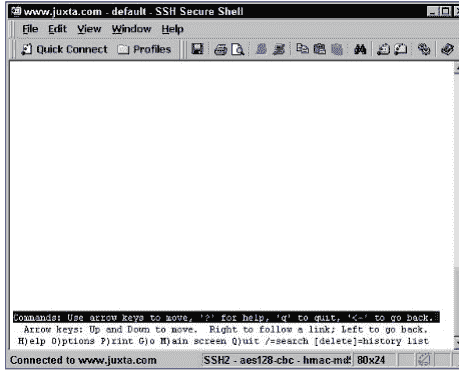 www.juxta.com - default - SSH Secure Shell
File Edit View Window Help
Quick Connect Profiles
Commands: Use arrow keys to move, '?' for help, 'q' to quit, '<-' to go back.
Arrow keys: Up and Down to move. Right to follow a link; Left to go back.
H)elp O)ptions P)rint G)o M)ain screen Q)uit /=search [delete]=history list
Connected to www.juxta.com SSH2 - aes128-cbc - hmac-md5 80x24